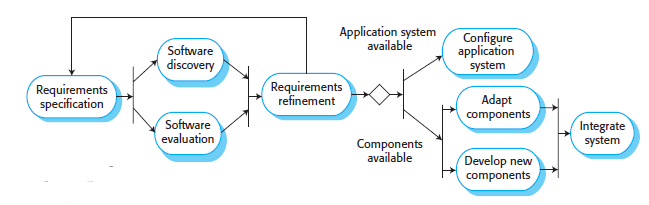 Requirements
specification
Software
discovery
Software
evaluation
Requirements
refinement
Application system
available
Configure
application
system
Components
available
Adapt
components
Develop new
components
Integrate
system